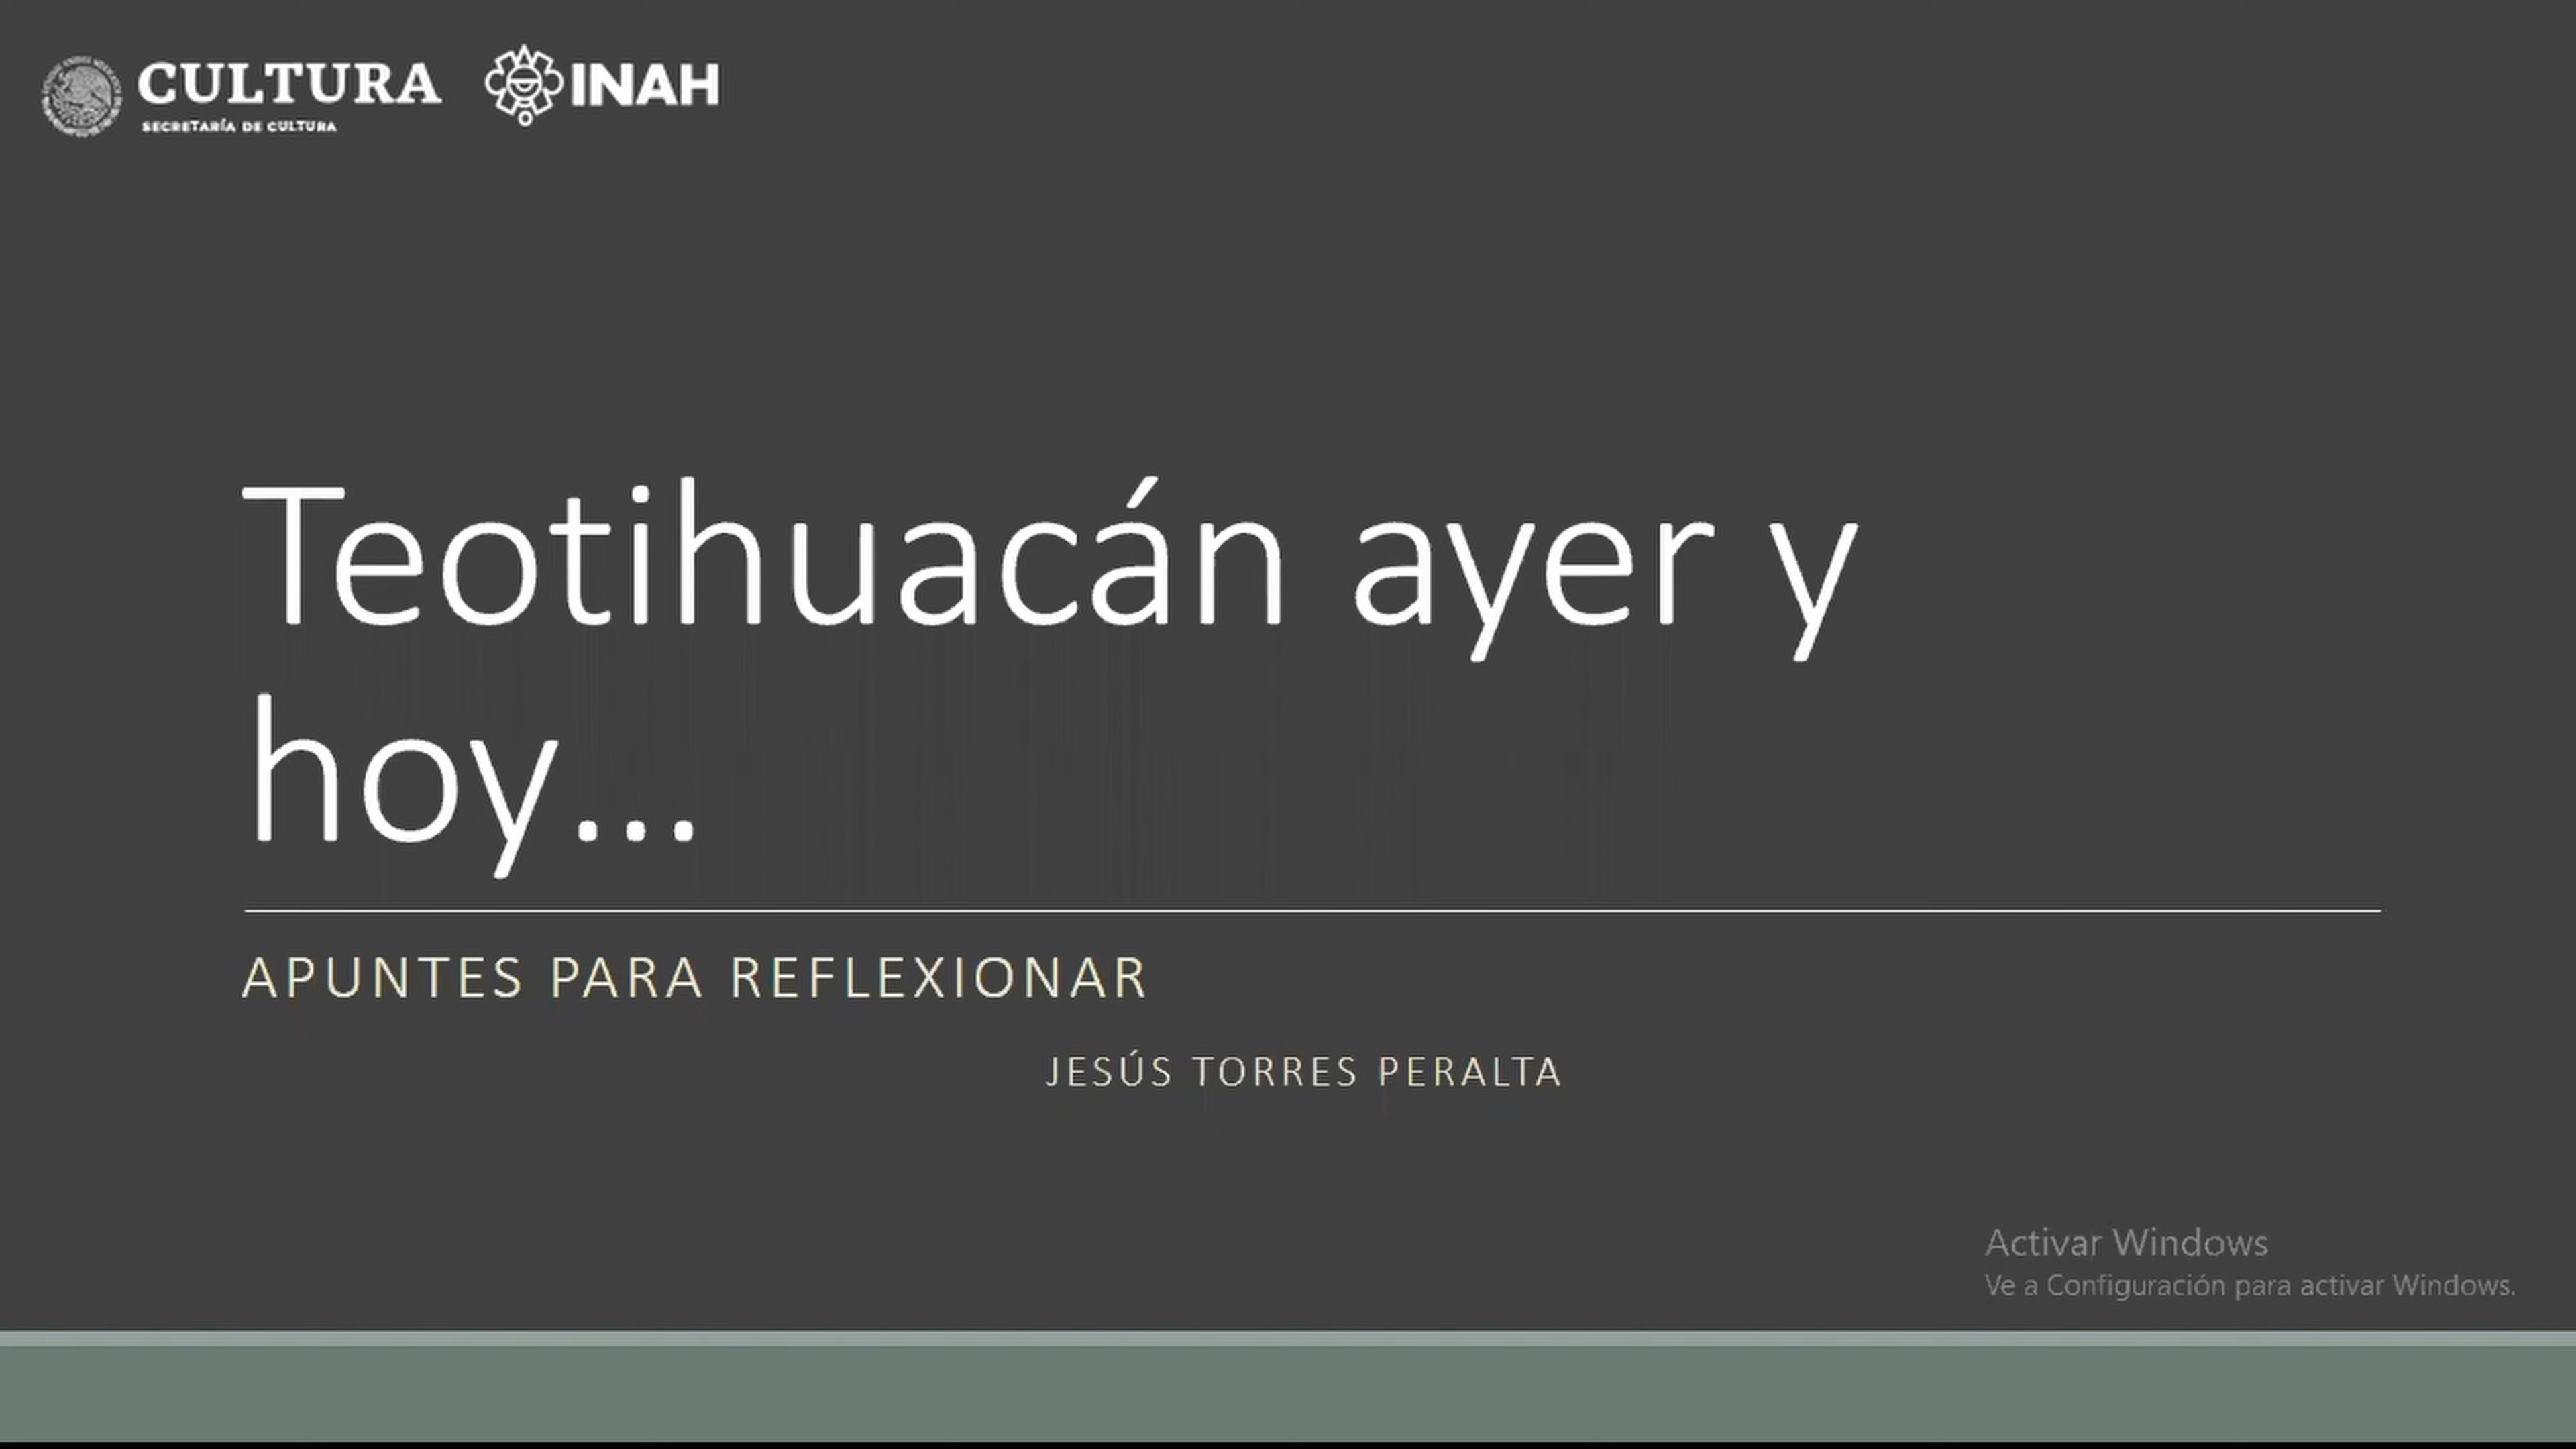 CULTURA
SECRETARÍA DE CULTURA
INAH
Teotihuacán ayer y
hoy...
APUNTES PARA REFLEXIONAR
JESÚS TORRES PERALTA
Activar Windows
Ve a Configuración para activar Windows.